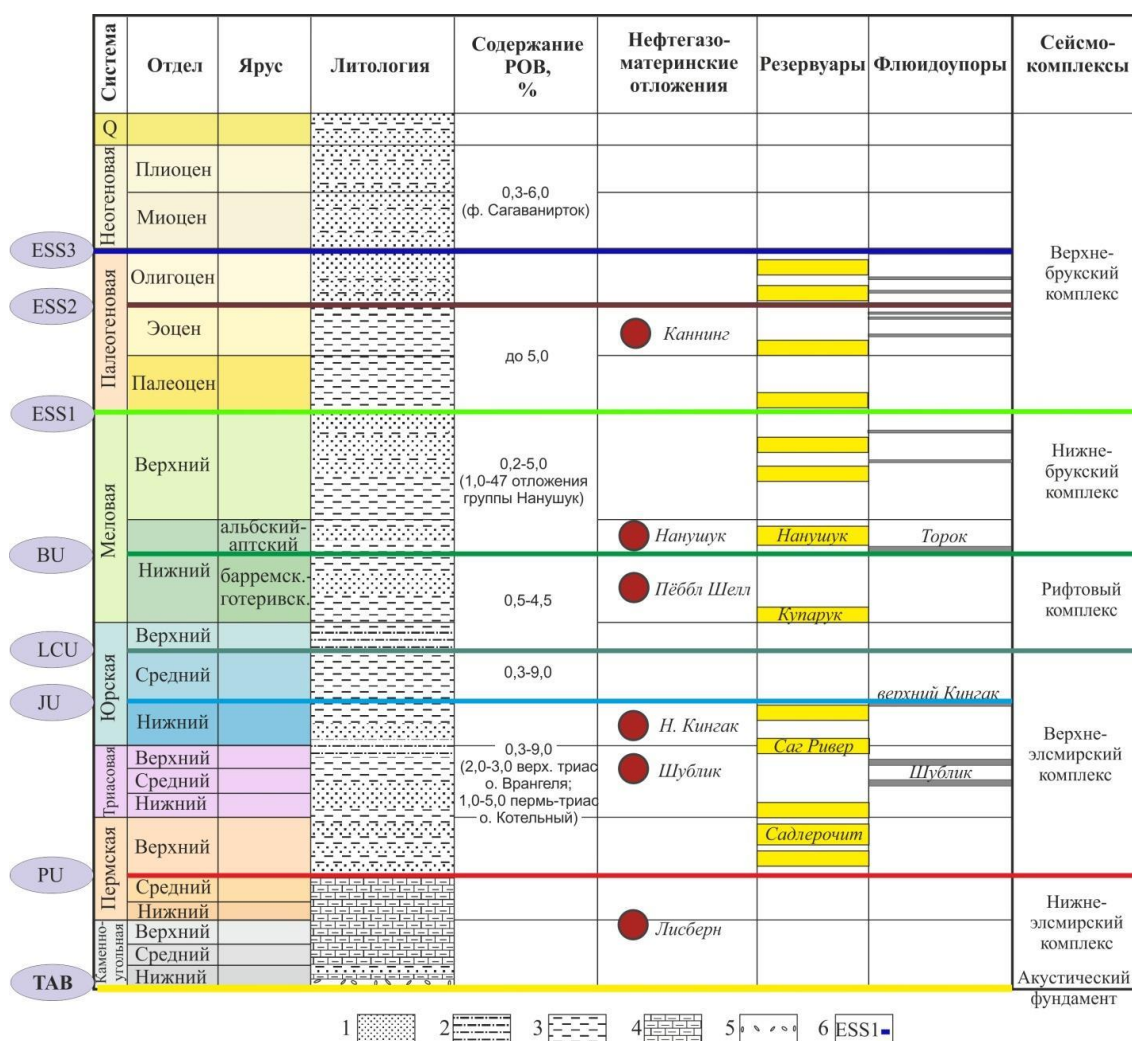 Система
Отдел
Ярус
Литология
Содержание
РОВ,
%
Нефтегазо-
материнские
отложения
Резервуары
Флюидоупоры
Сейсмо-
комплексы
Q
Неогеновая
Плиоцен
Миоцен
0,3-6,0
(ф. Сагаванирток)
ESS3
Палеогеновая
Олигоцен
Верхне-
брукский
комплекс
ESS2
Эоцен
Каннинг
до 5,0
Палеоцен
ESS1
Меловая
Верхний
0,2-5,0
(1,0-47 отложения
группы Нанушук)
Нижне-
брукский
комплекс
альбский-
аптский
Нанушук
Нанушук
Торок
BU
Нижний
барремск.-
готеривск.
0,5-4,5
Пёббл Шелл
Купарук
Рифтовый
комплекс
Юрская
Верхний
LCU
Средний
0,3-9,0
верхний Кингак
JU
Нижний
Н. Кингак
Саг Ривер
Верхне-
элсмирский
комплекс
Триасовая
Верхний
Средний
Нижний
0,3-9,0
(2,0-3,0 верх. триас
о. Врангеля;
1,0-5,0 пермь-триас
о. Котельный)
Шублик
Шублик
Пермская
Верхний
Садлерочит
PU
Средний
Нижний
Нижне-
элсмирский
комплекс
Каменно-
угольная
Верхний
Средний
Нижний
Лисберн
TAB
Акустический
фундамент
1
2
3
4
5
6 ESS1